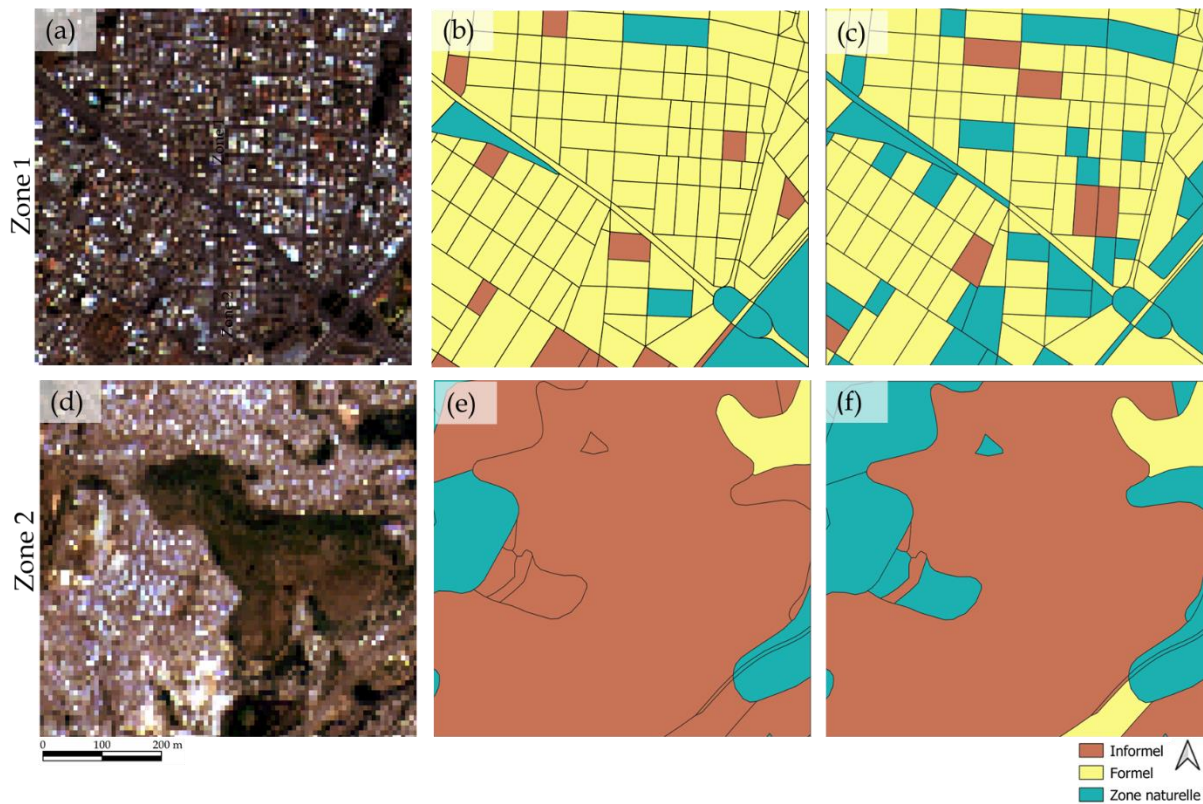 (a)
(b)
(c)
Zone 1
Zone 1
Zone 2
(d)
(e)
(f)
Zone 2
0 100 200 m
Informel
Formel
Zone naturelle